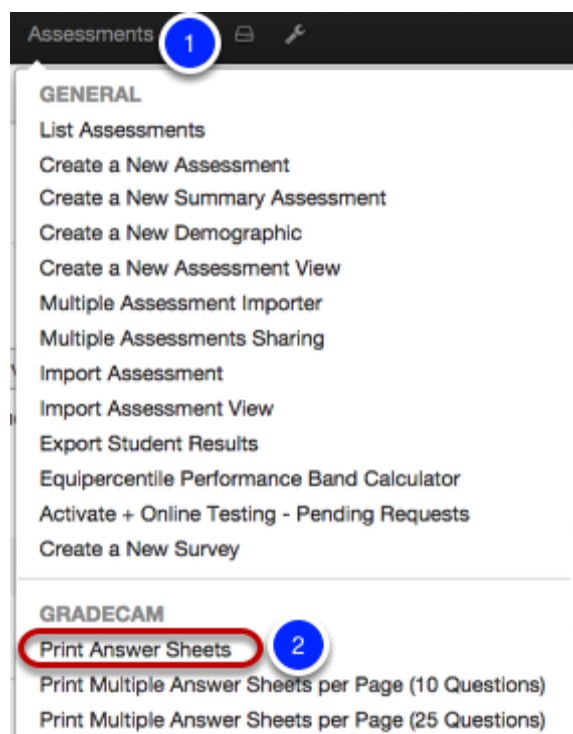 Assessments 1
GENERAL
List Assessments
Create a New Assessment
Create a New Summary Assessment
Create a New Demographic
Create a New Assessment View
Multiple Assessment Importer
Multiple Assessments Sharing
Import Assessment
Import Assessment View
Export Student Results
Equipercentile Performance Band Calculator
Activate + Online Testing - Pending Requests
Create a New Survey
GRADECAM
Print Answer Sheets 2
Print Multiple Answer Sheets per Page (10 Questions)
Print Multiple Answer Sheets per Page (25 Questions)